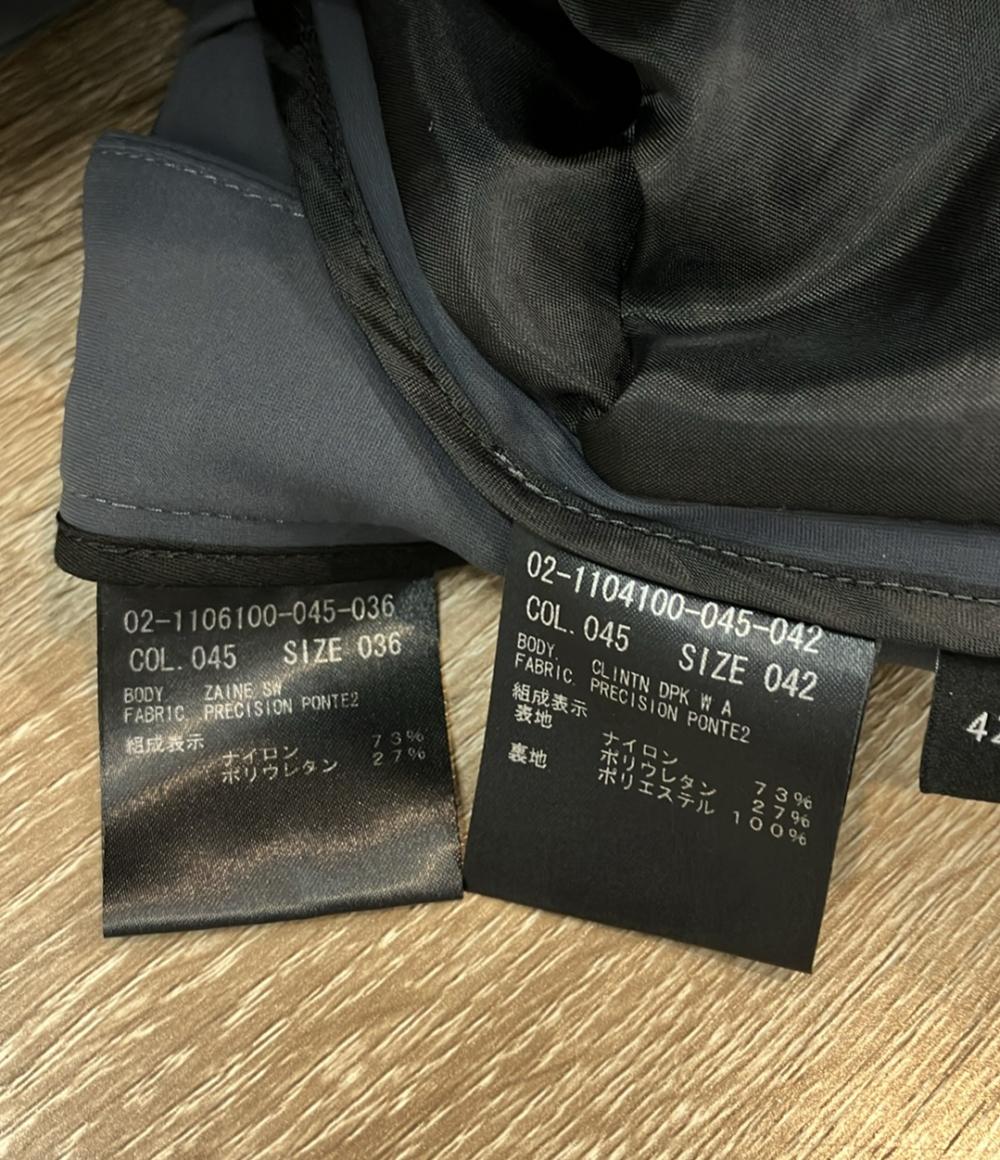 02-1106100-045-036
COL. 045 SIZE 036
BODY. ZAINE SW
FABRIC. PRECISION PONTE2
組成表示
ナイロン 73%
ポリウレタン 27%
02-1104100-045-042
COL. 045 SIZE 042
BODY. CLINTN DPK W A
FABRIC. PRECISION PONTE2
組成表示
表地 ナイロン 73%
ポリウレタン 27%
裏地 ポリエステル 100%